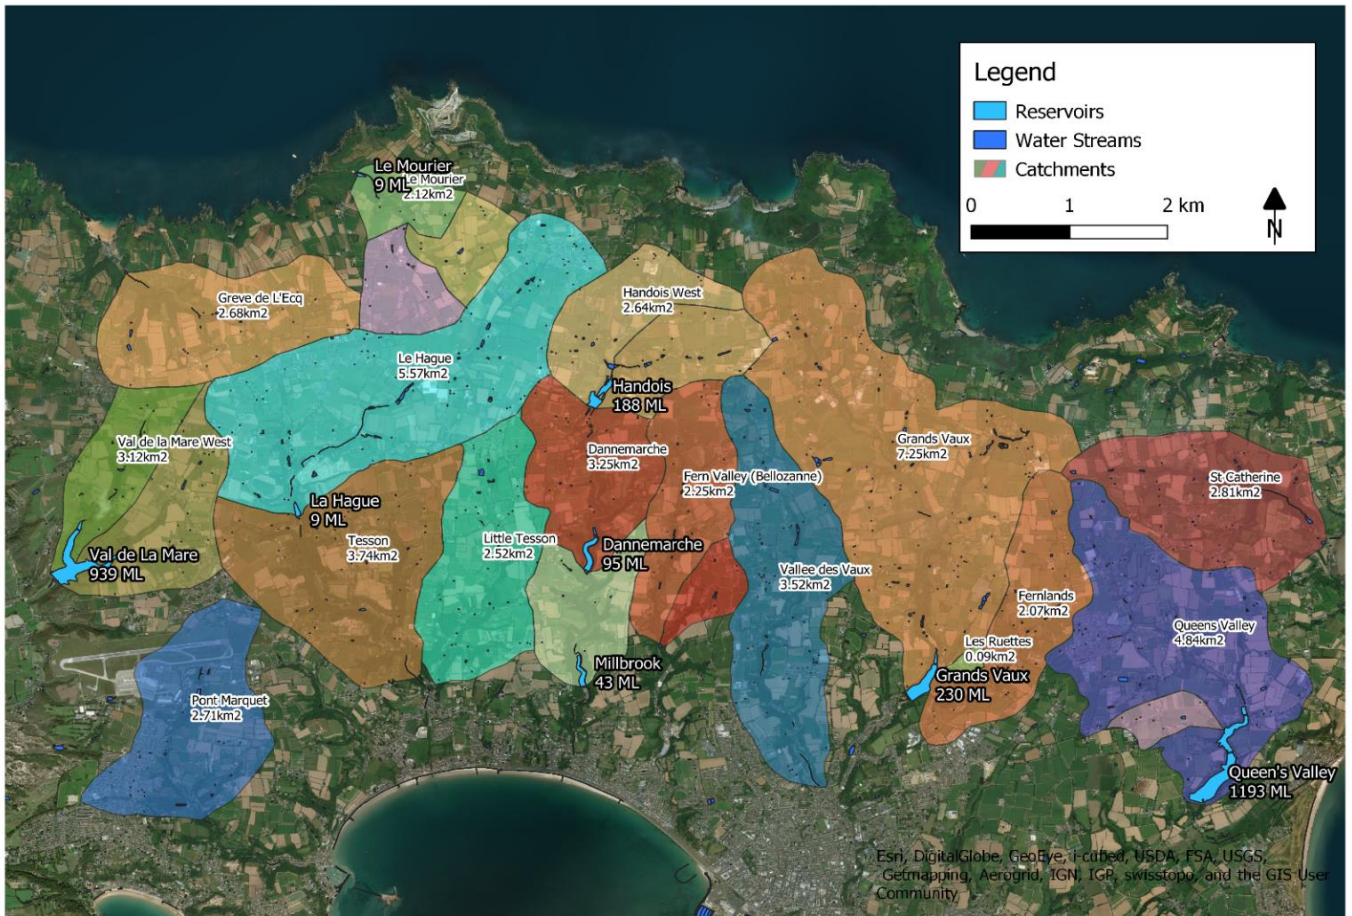 Legend
Reservoirs
Water Streams
Catchments
0 1 2 km
N
Le Mourier
9 ML
Le Mourier
2.12km2
Greve de L'Ecq
2.68km2
Handois West
2.64km2
Le Hague
5.57km2
Handois
188 ML
Val de la Mare West
3.12km2
Dannemarche
3.25km2
Grands Vaux
7.25km2
Fern Valley (Bellozanne)
2.25km2
St Catherine
2.81km2
La Hague
9 ML
Tesson
3.74km2
Little Tesson
2.52km2
Dannemarche
95 ML
Val de La Mare
939 ML
Vallee des Vaux
3.52km2
Fernlands
2.07km2
Queens Valley
4.84km2
Les Ruettes
0.09km2
Millbrook
43 ML
Grands Vaux
230 ML
Pont Marquet
2.71km2
Queen's Valley
1193 ML
Esri, DigitalGlobe, GeoEye, i-cubed, USDA, FSA, USGS,
Getmapping, Aerogrid, IGN, IGP, swisstopo, and the GIS User
Community